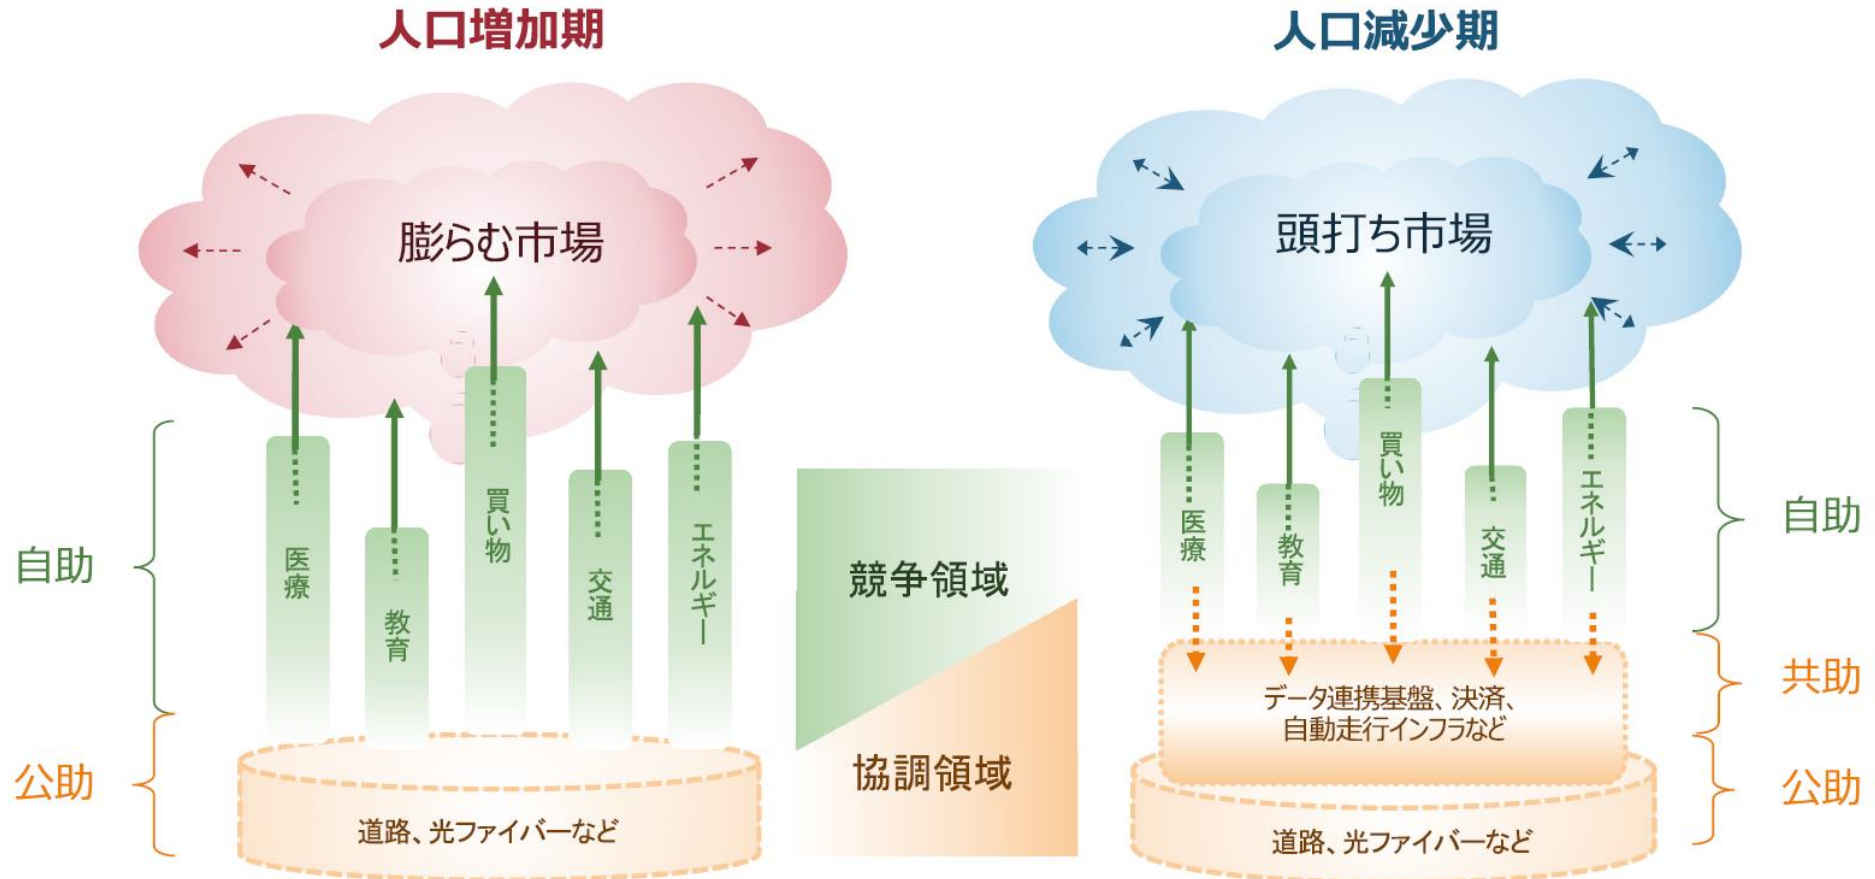 人口増加期
膨らむ市場
自助
医療
教育
買い物
交通
エネルギー
公助
道路、光ファイバーなど
競争領域
協調領域
人口減少期
頭打ち市場
医療
教育
買い物
交通
エネルギー
自助
データ連携基盤、決済、
自動走行インフラなど
共助
道路、光ファイバーなど
公助